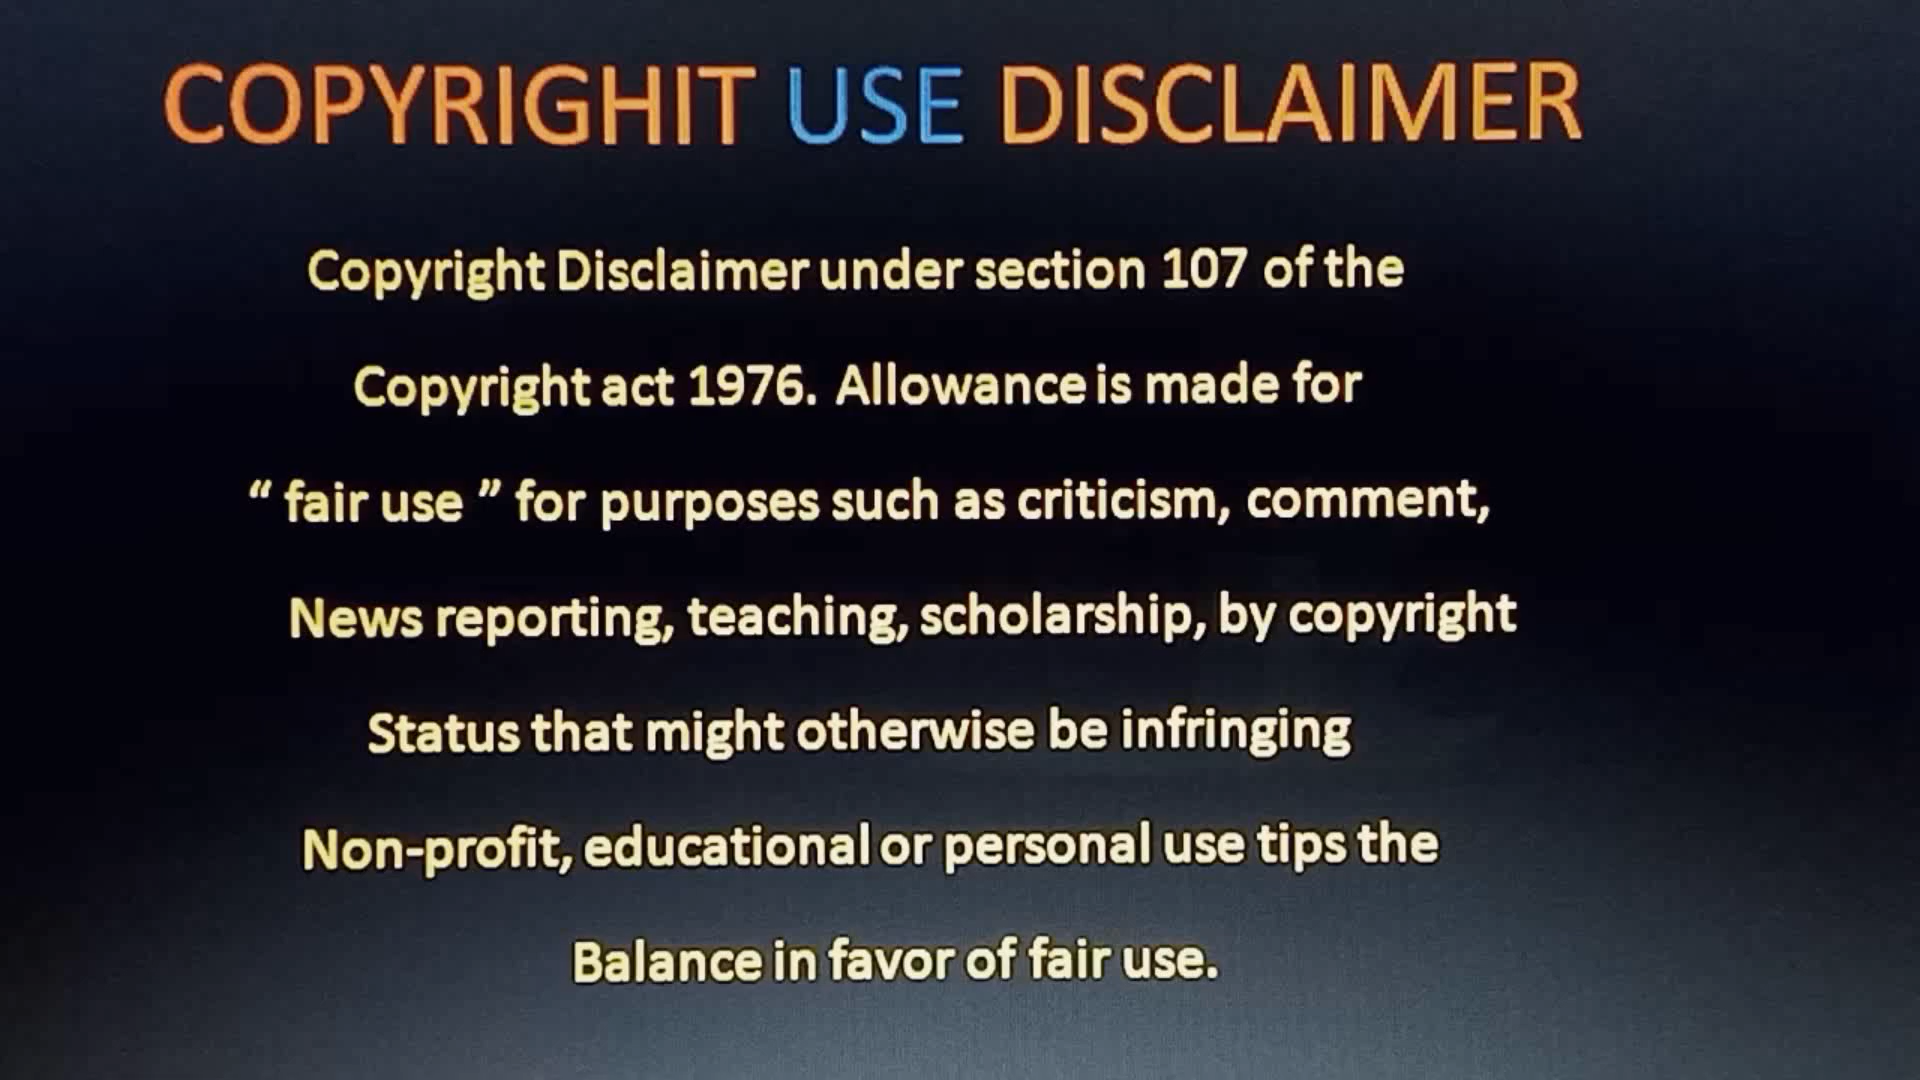 COPYRIGHIT USE DISCLAIMER
Copyright Disclaimer under section 107 of the
Copyright act 1976. Allowance is made for
“ fair use ” for purposes such as criticism, comment,
News reporting, teaching, scholarship, by copyright
Status that might otherwise be infringing
Non-profit, educational or personal use tips the
Balance in favor of fair use.